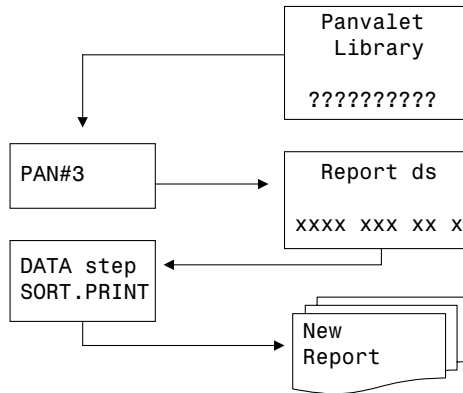 Panvalet
Library
??????????
PAN#3
Report ds
xxxx xxx xx x
DATA step
SORT.PRINT
New
Report